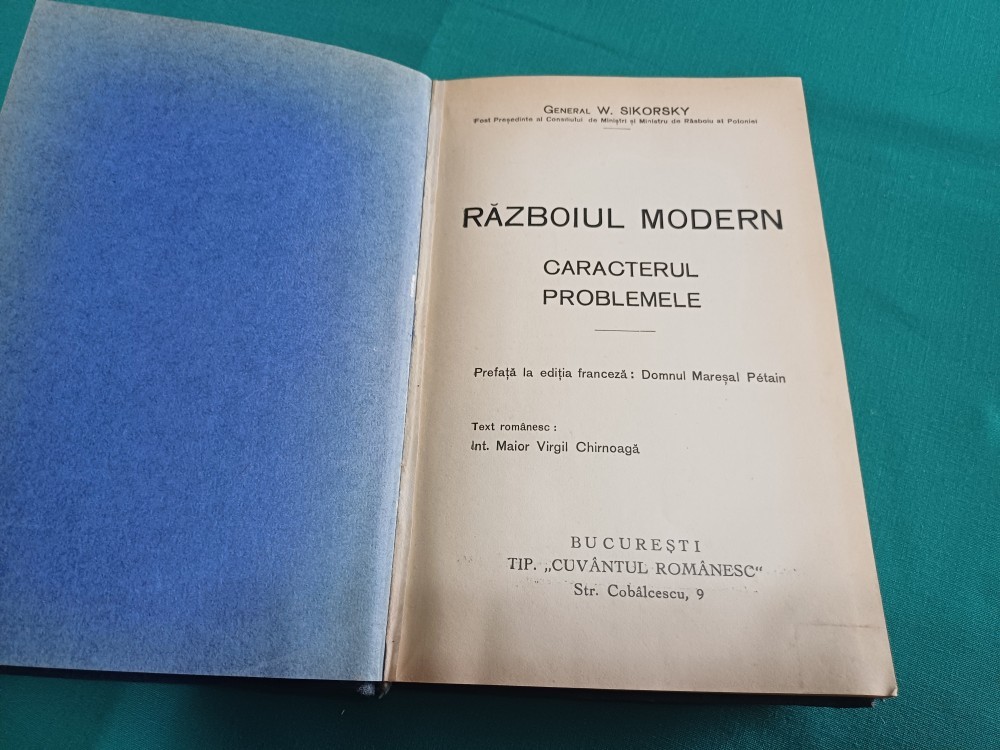 GENERAL W. SIKORSKY
Fost Președinte al Consiliului de Miniștri și Ministru de Răsboiu al Poloniei
RĂZBOIUL MODERN
CARACTERUL
PROBLEMELE
Prefață la ediția franceză: Domnul Mareșal Pétain
Text românesc :
Int. Maior Virgil Chirnoagă
BUCUREȘTI
TIP. „CUVÂNTUL ROMÂNESC“
Str. Cobâlcescu, 9